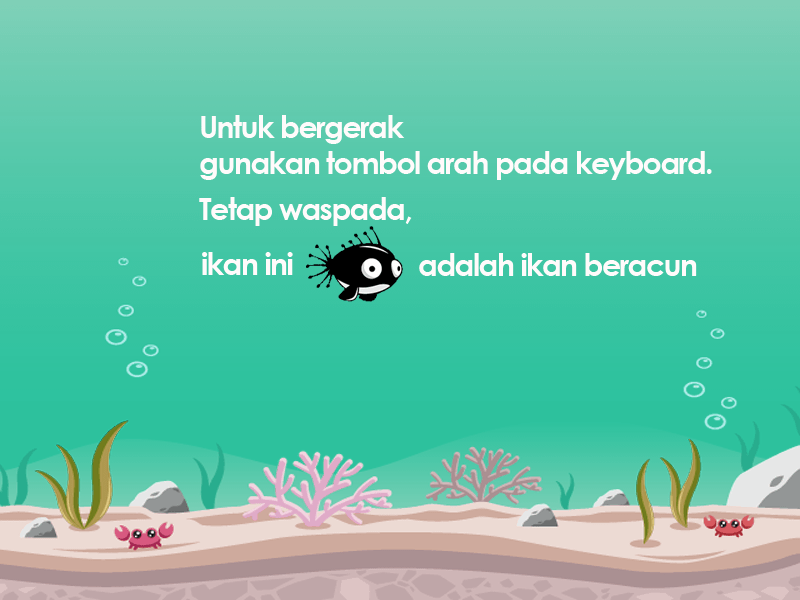 Untuk bergerak
gunakan tombol arah pada keyboard.
Tetap waspada,
ikan ini adalah ikan beracun